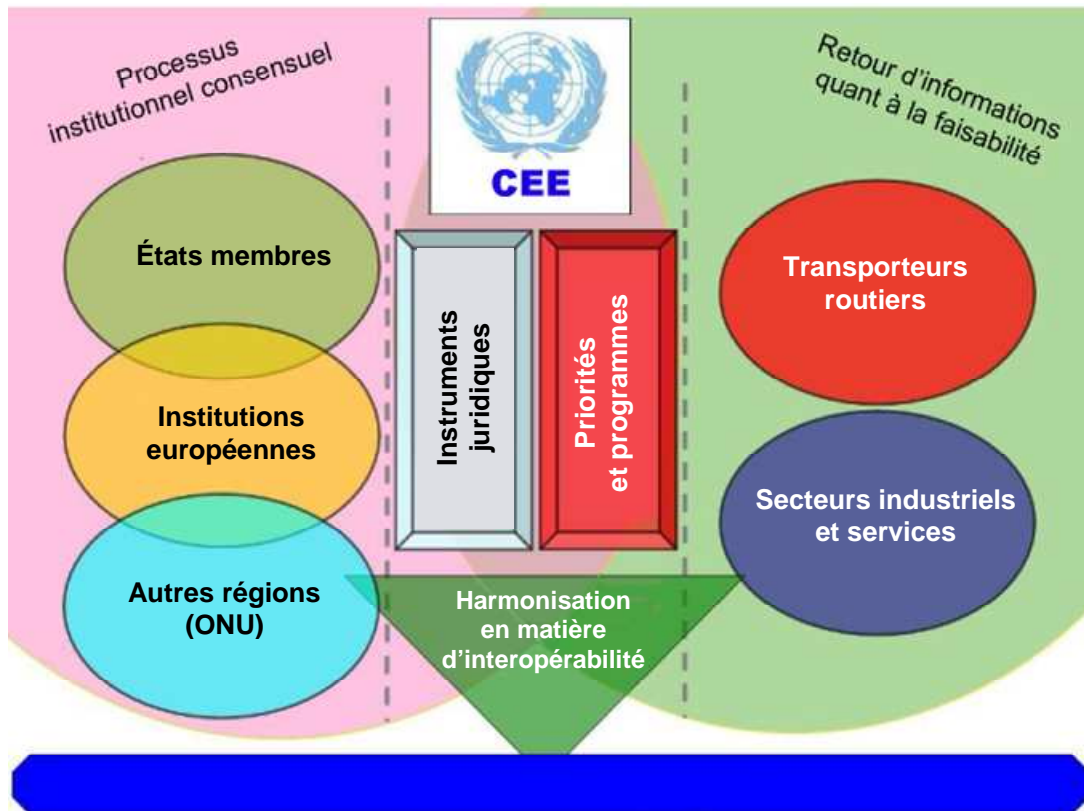 Processus
institutionnel consensuel
CEE
Retour d’informations
quant à la faisabilité
États membres
Institutions
européennes
Autres régions
(ONU)
Instruments
juridiques
Priorités
et programmes
Harmonisation
en matière
d’interopérabilité
Transporteurs
routiers
Secteurs industriels
et services